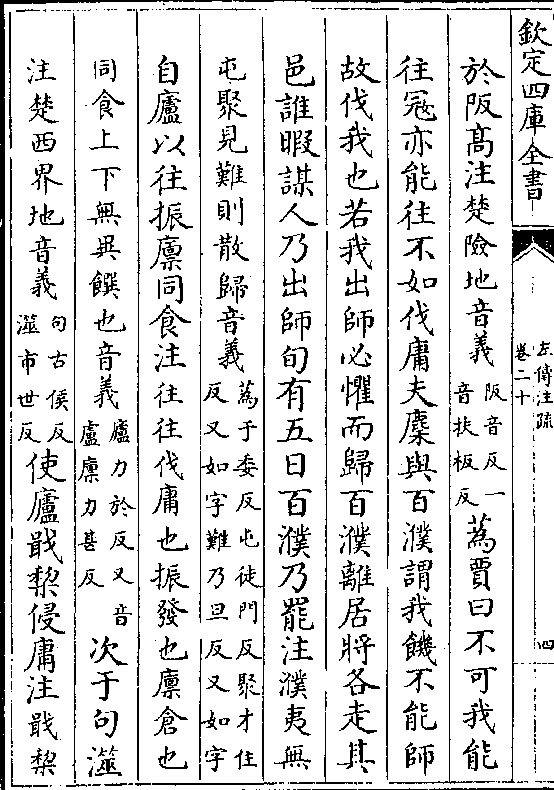 欽定四庫全書
左傳注疏
卷二十
四
於阪高注楚險地音義阪音反一音扶板反蒍賈曰不可我能
往冦亦能往不如伐庸夫麇與百濮謂我饑不能師
故伐我也若我出師必懼而歸百濮離居將各走其
邑誰暇謀人乃出師旬有五日百濮乃罷注濮夷無
屯聚見難則散歸音義蒍于委反屯徒門反聚才住反又如字難乃旦反又如字
自廬以往振廩同食注往往伐庸也振發也廩倉也
同食上下無異饌也音義廬力於反又音盧廪力甚反次于句澨
注楚西界地音義句古侯反澨市世反使廬戢棃侵庸注戢棃